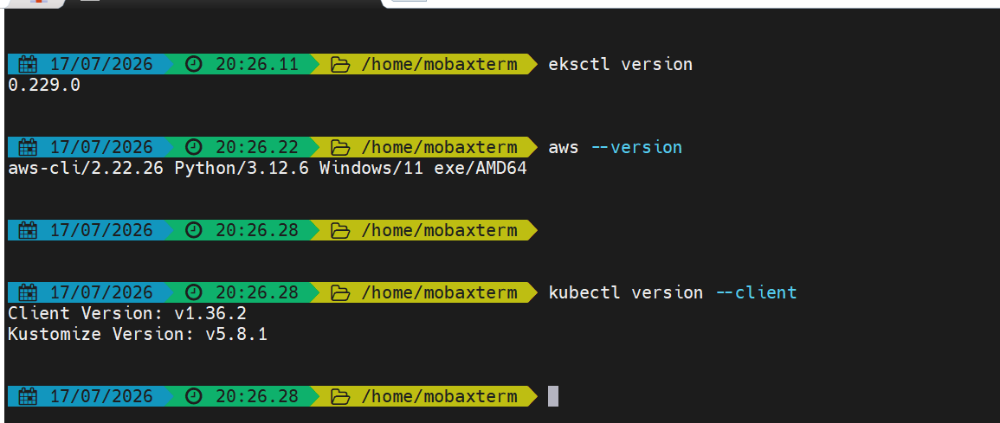 17/07/2026 20:26.11 /home/mobaxterm eksctl version
0.229.0
17/07/2026 20:26.22 /home/mobaxterm aws --version
aws-cli/2.22.26 Python/3.12.6 Windows/11 exe/AMD64
17/07/2026 20:26.28 /home/mobaxterm
17/07/2026 20:26.28 /home/mobaxterm kubectl version --client
Client Version: v1.36.2
Kustomize Version: v5.8.1
17/07/2026 20:26.28 /home/mobaxterm